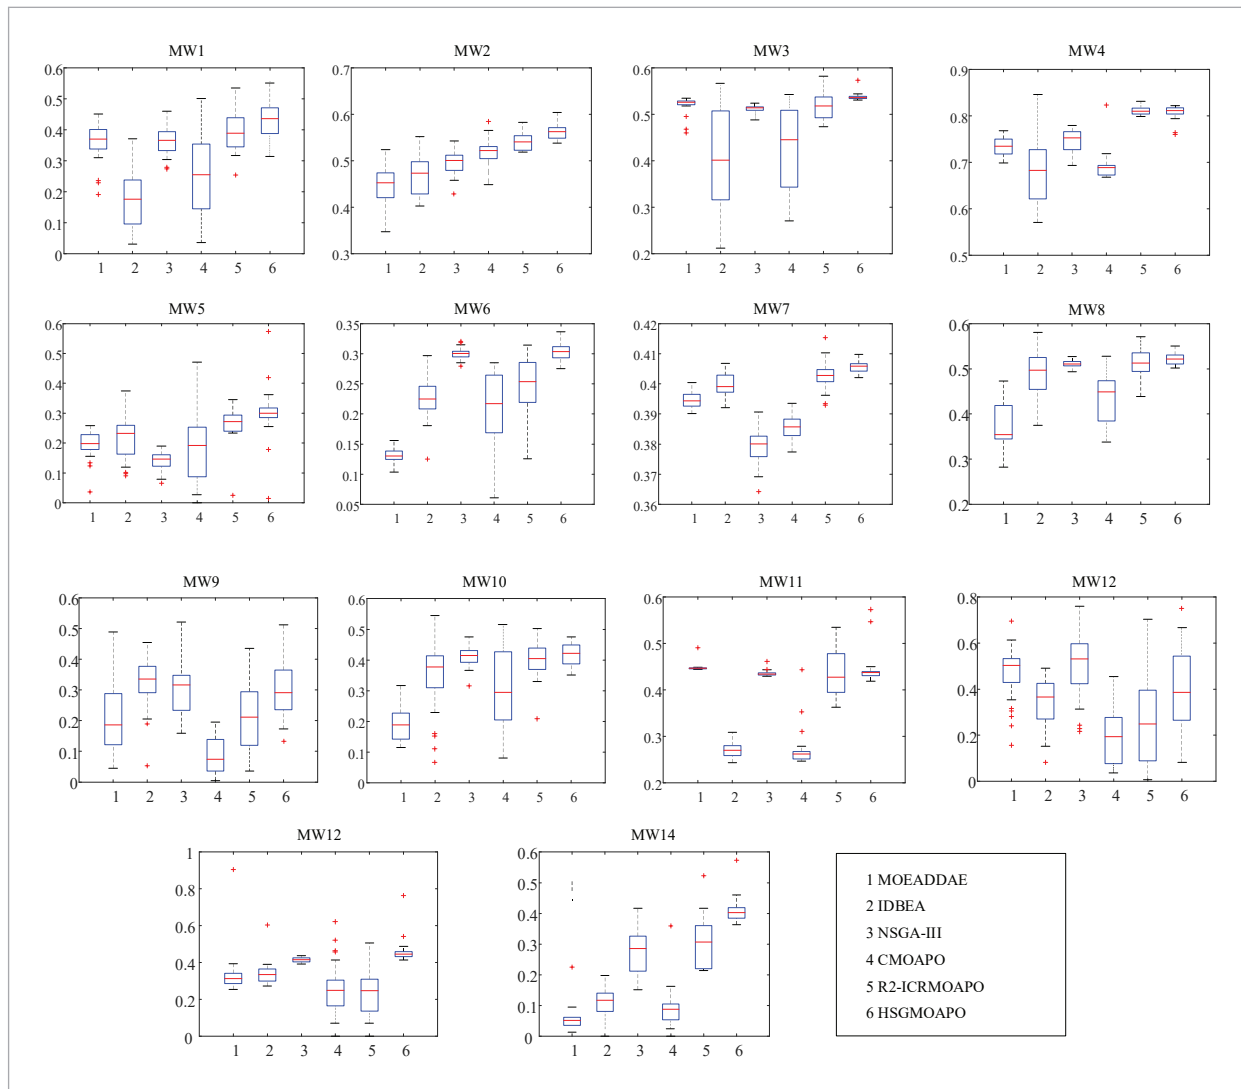 MW1 MW2 MW3 MW4
0.6 0.7 0.6 0.9
0.5 0.6 0.5 0.8
0.4 0.5 0.4 0.7
0.3 0.4 0.3 0.6
0.2 0.3 0.2 0.5
0.1
0
1 2 3 4 5 6 1 2 3 4 5 6 1 2 3 4 5 6 1 2 3 4 5 6
MW5 MW6 MW7 MW8
0.6 0.35 0.42 0.6
0.5 0.3 0.41 0.5
0.4 0.25 0.4 0.4
0.3 0.2 0.39 0.3
0.2 0.15 0.38 0.2
0.1 0.1 0.37
0 0.05 0.36
1 2 3 4 5 6 1 2 3 4 5 6 1 2 3 4 5 6 1 2 3 4 5 6
MW9 MW10 MW11 MW12
0.6 0.6 0.6 0.8
0.5 0.5 0.5 0.6
0.4 0.4 0.4 0.4
0.3 0.3 0.3 0.2
0.2 0.2 0.2 0
0.1 0.1
0 0
1 2 3 4 5 6 1 2 3 4 5 6 1 2 3 4 5 6 1 2 3 4 5 6
MW12 MW14
1 0.6
0.8 0.5
0.6 0.4
0.4 0.3
0.2 0.2
0 0.1
0
1 2 3 4 5 6 1 2 3 4 5 6
1 MOEADDAE
2 IDBEA
3 NSGA-III
4 CMOAPO
5 R2-ICRMOAPO
6 HSGMOAPO